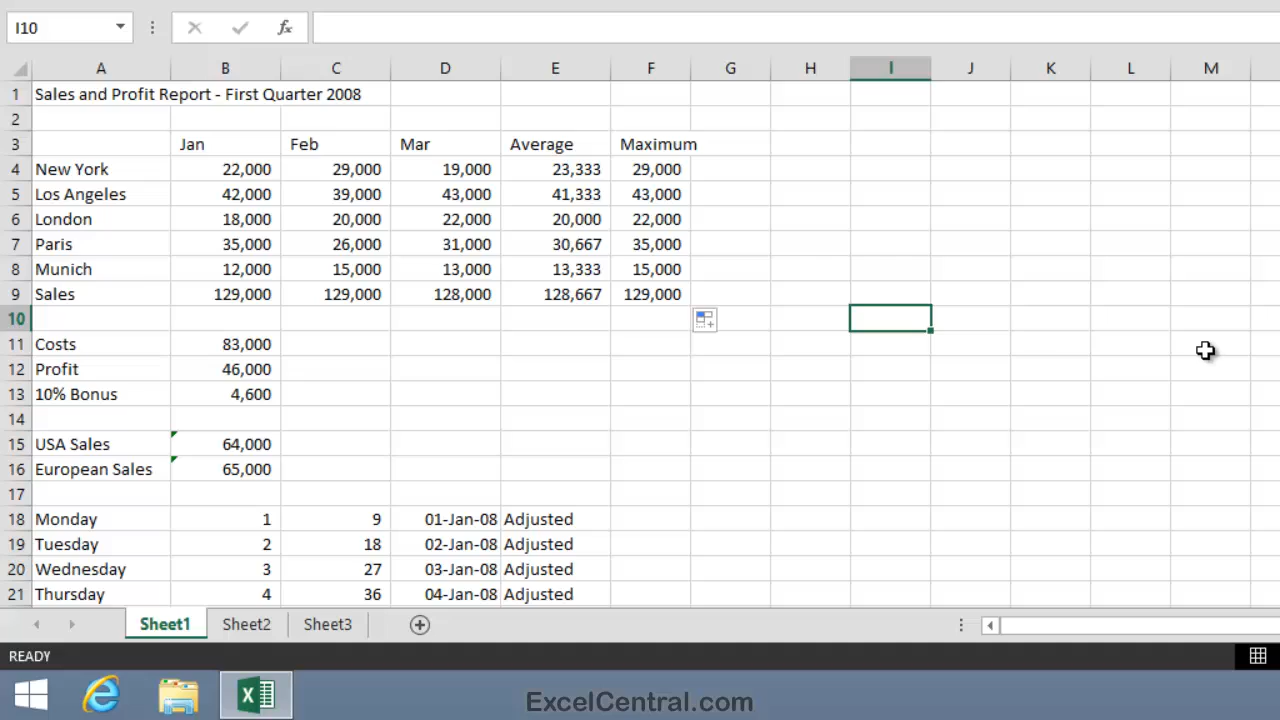 I10 fx
A B C D E F G H I J K L M
1 Sales and Profit Report - First Quarter 2008
2
3 Jan Feb Mar Average Maximum
4 New York 22,000 29,000 19,000 23,333 29,000
5 Los Angeles 42,000 39,000 43,000 41,333 43,000
6 London 18,000 20,000 22,000 20,000 22,000
7 Paris 35,000 26,000 31,000 30,667 35,000
8 Munich 12,000 15,000 13,000 13,333 15,000
9 Sales 129,000 129,000 128,000 128,667 129,000
10
11 Costs 83,000
12 Profit 46,000
13 10% Bonus 4,600
14
15 USA Sales 64,000
16 European Sales 65,000
17
18 Monday 1 9 01-Jan-08 Adjusted
19 Tuesday 2 18 02-Jan-08 Adjusted
20 Wednesday 3 27 03-Jan-08 Adjusted
21 Thursday 4 36 04-Jan-08 Adjusted
Sheet1 Sheet2 Sheet3
READY
ExcelCentral.com